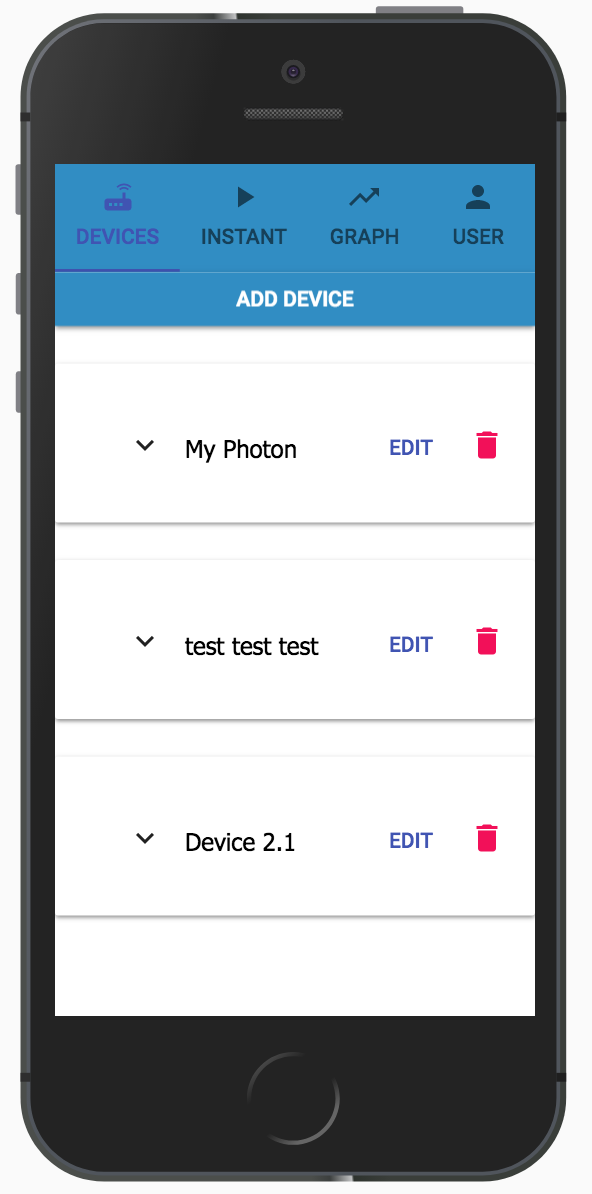 DEVICES INSTANT GRAPH USER
ADD DEVICE
My Photon EDIT
test test test EDIT
Device 2.1 EDIT